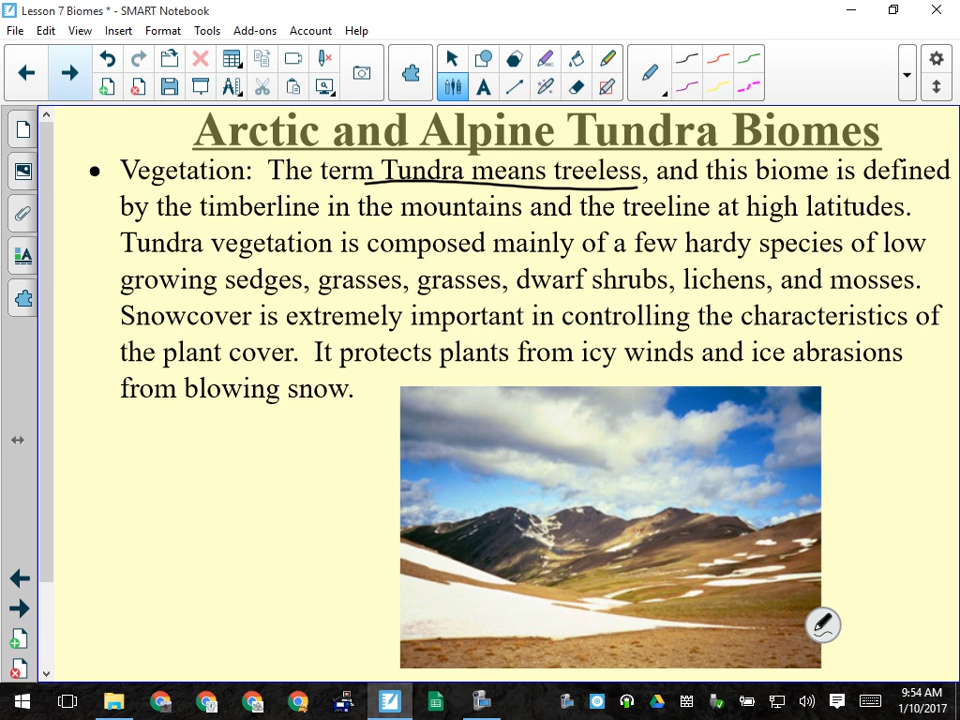 Lesson 7 Biomes * - SMART Notebook
File Edit View Insert Format Tools Add-ons Account Help
Arctic and Alpine Tundra Biomes
• Vegetation: The term Tundra means treeless, and this biome is defined
by the timberline in the mountains and the treeline at high latitudes.
Tundra vegetation is composed mainly of a few hardy species of low
growing sedges, grasses, grasses, dwarf shrubs, lichens, and mosses.
Snowcover is extremely important in controlling the characteristics of
the plant cover. It protects plants from icy winds and ice abrasions
from blowing snow.
9:54 AM
1/10/2017